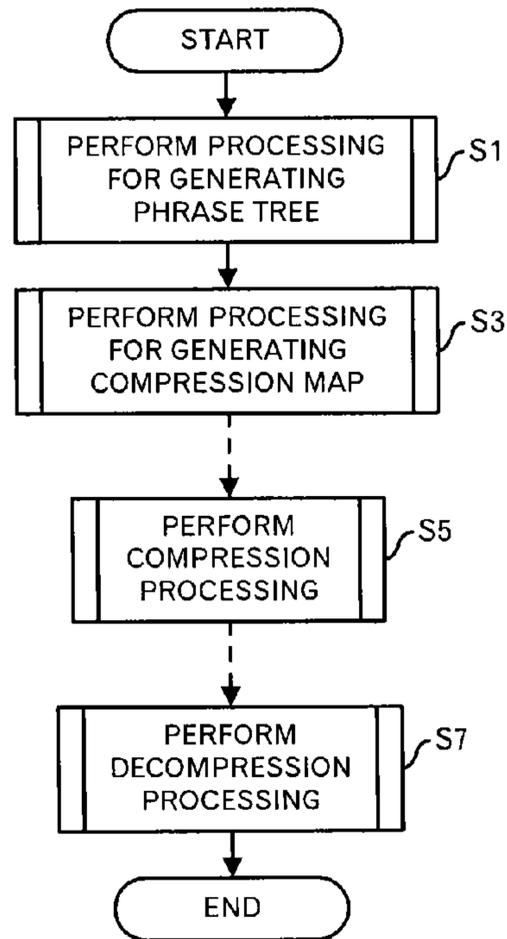 START
PERFORM PROCESSING
FOR GENERATING
PHRASE TREE
S1
PERFORM PROCESSING
FOR GENERATING
COMPRESSION MAP
S3
PERFORM
COMPRESSION
PROCESSING
S5
PERFORM
DECOMPRESSION
PROCESSING
S7
END